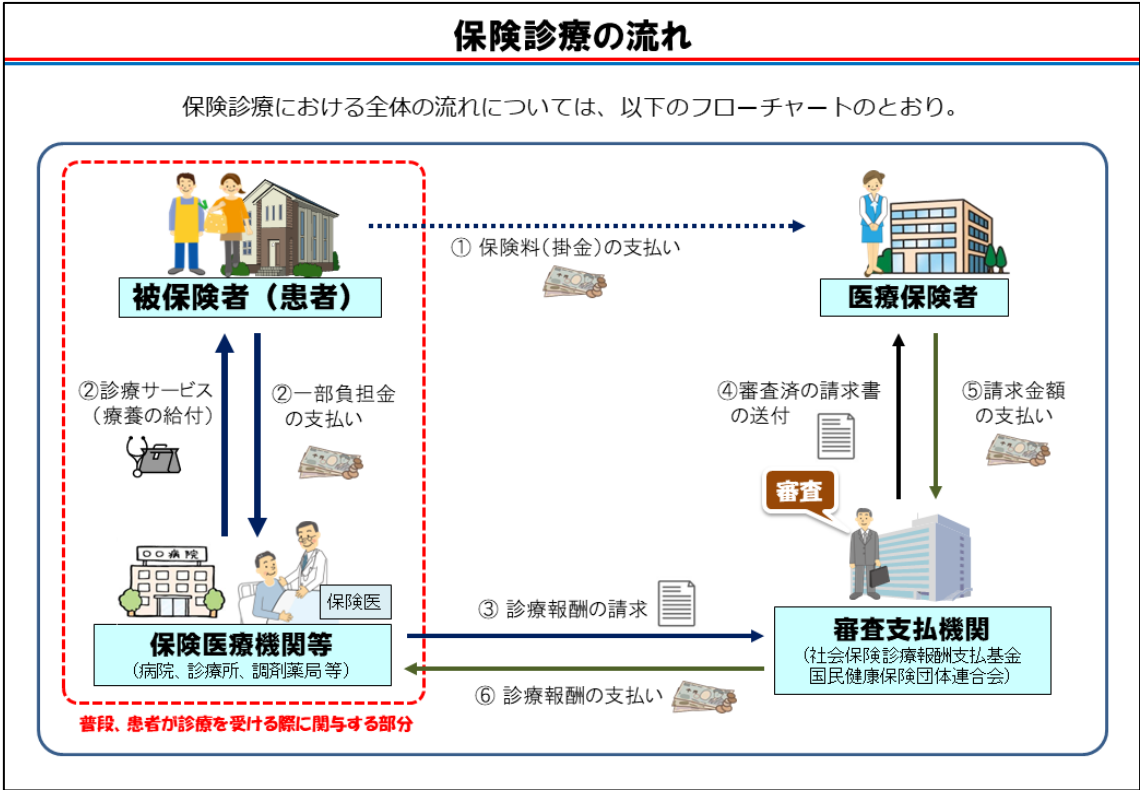 保険診療の流れ
保険診療における全体の流れについては、以下のフローチャートのとおり。
① 保険料(掛金)の支払い
被保険者（患者）
医療保険者
②診療サービス
（療養の給付）
②一部負担金
の支払い
④審査済の請求書
の送付
⑤請求金額
の支払い
審査
○○病院
保険医
保険医療機関等
(病院、診療所、調剤薬局 等)
③ 診療報酬の請求
審査支払機関
(社会保険診療報酬支払基金
国民健康保険団体連合会)
⑥ 診療報酬の支払い
普段、患者が診療を受ける際に関与する部分